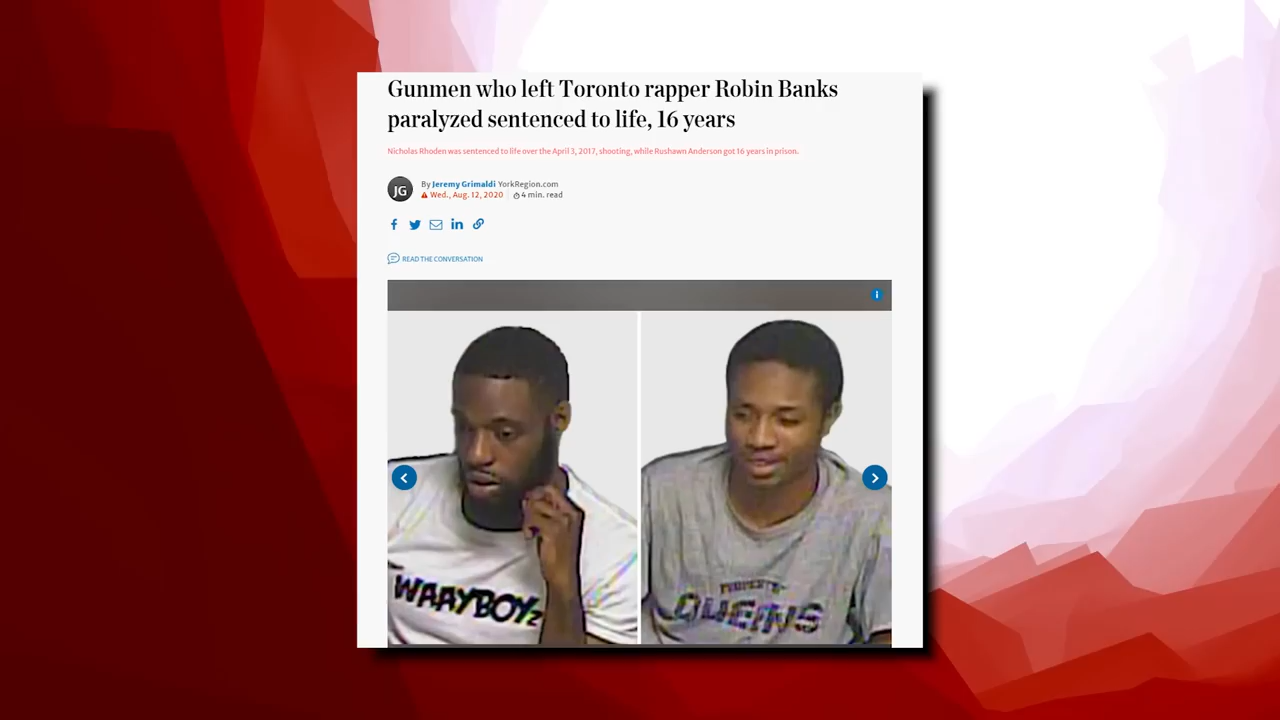 Gunmen who left Toronto rapper Robin Banks
paralyzed sentenced to life, 16 years
Nicholas Rhoden was sentenced to life over the April 3, 2017, shooting, while Rushawn Anderson got 16 years in prison.
JG
By Jeremy Grimaldi YorkRegion.com
Wed., Aug. 12, 2020
4 min. read
READ THE CONVERSATION
i
WAAYBOYz
PROPERTY
QUEENS